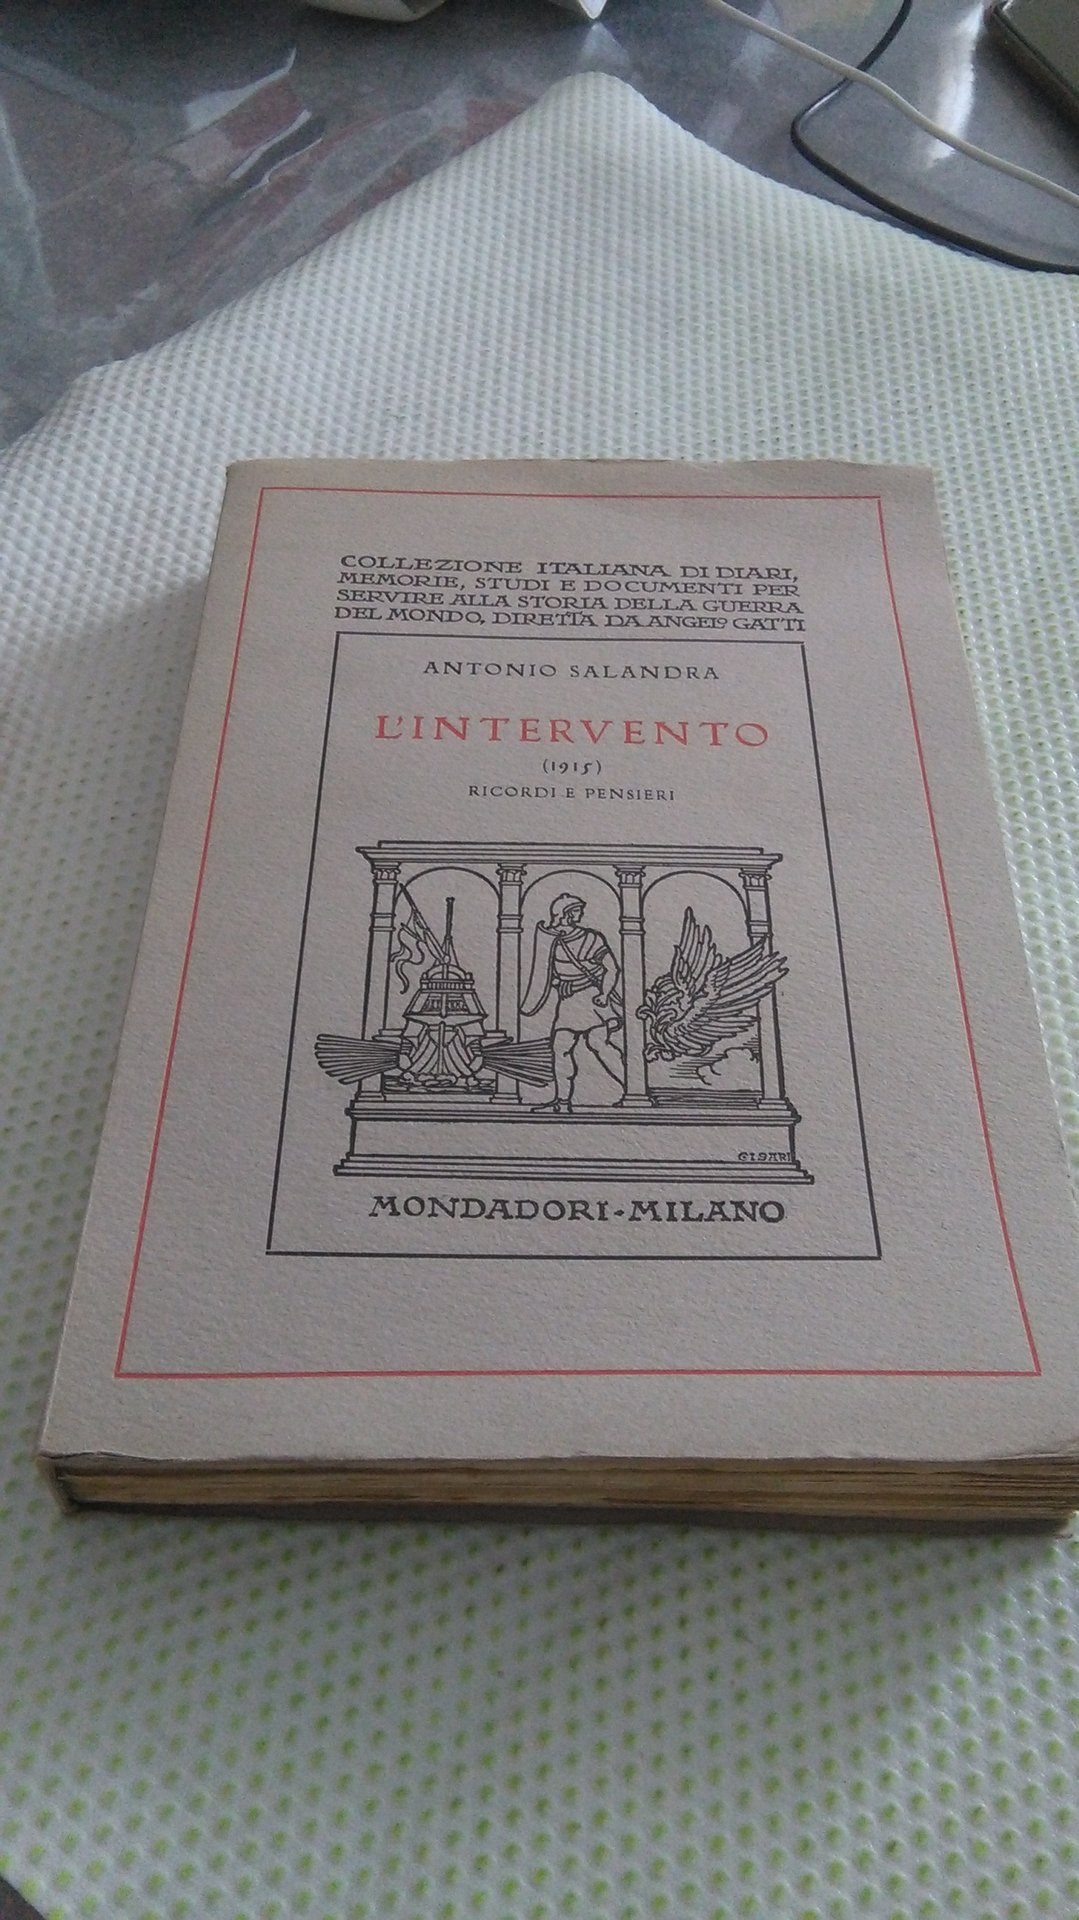 COLLEZIONE ITALIANA DI DIARI,
MEMORIE, STUDI E DOCUMENTI PER
SERVIRE ALLA STORIA DELLA GUERRA
DEL MONDO, DIRETTA DA ANGELO GATTI
ANTONIO SALANDRA
L'INTERVENTO
(1915)
RICORDI E PENSIERI
CISARI
MONDADORI-MILANO